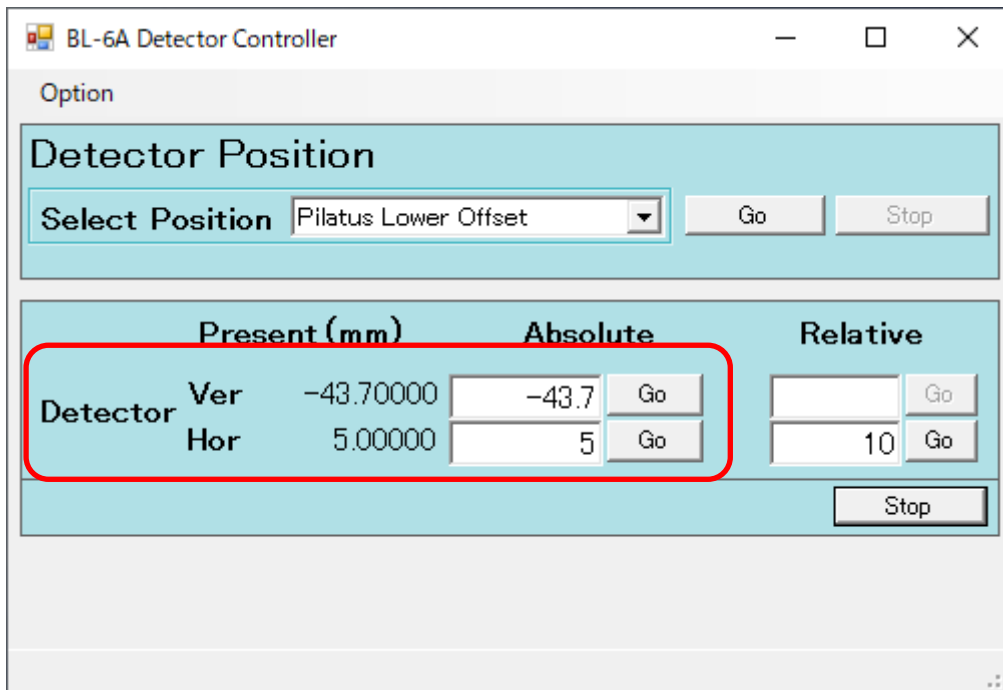 BL-6A Detector Controller
Option
Detector Position
Select Position Pilatus Lower Offset Go Stop
Present (mm) Absolute Relative
Detector
Ver -43.70000 -43.7 Go Go
Hor 5.00000 5 Go 10 Go
Stop